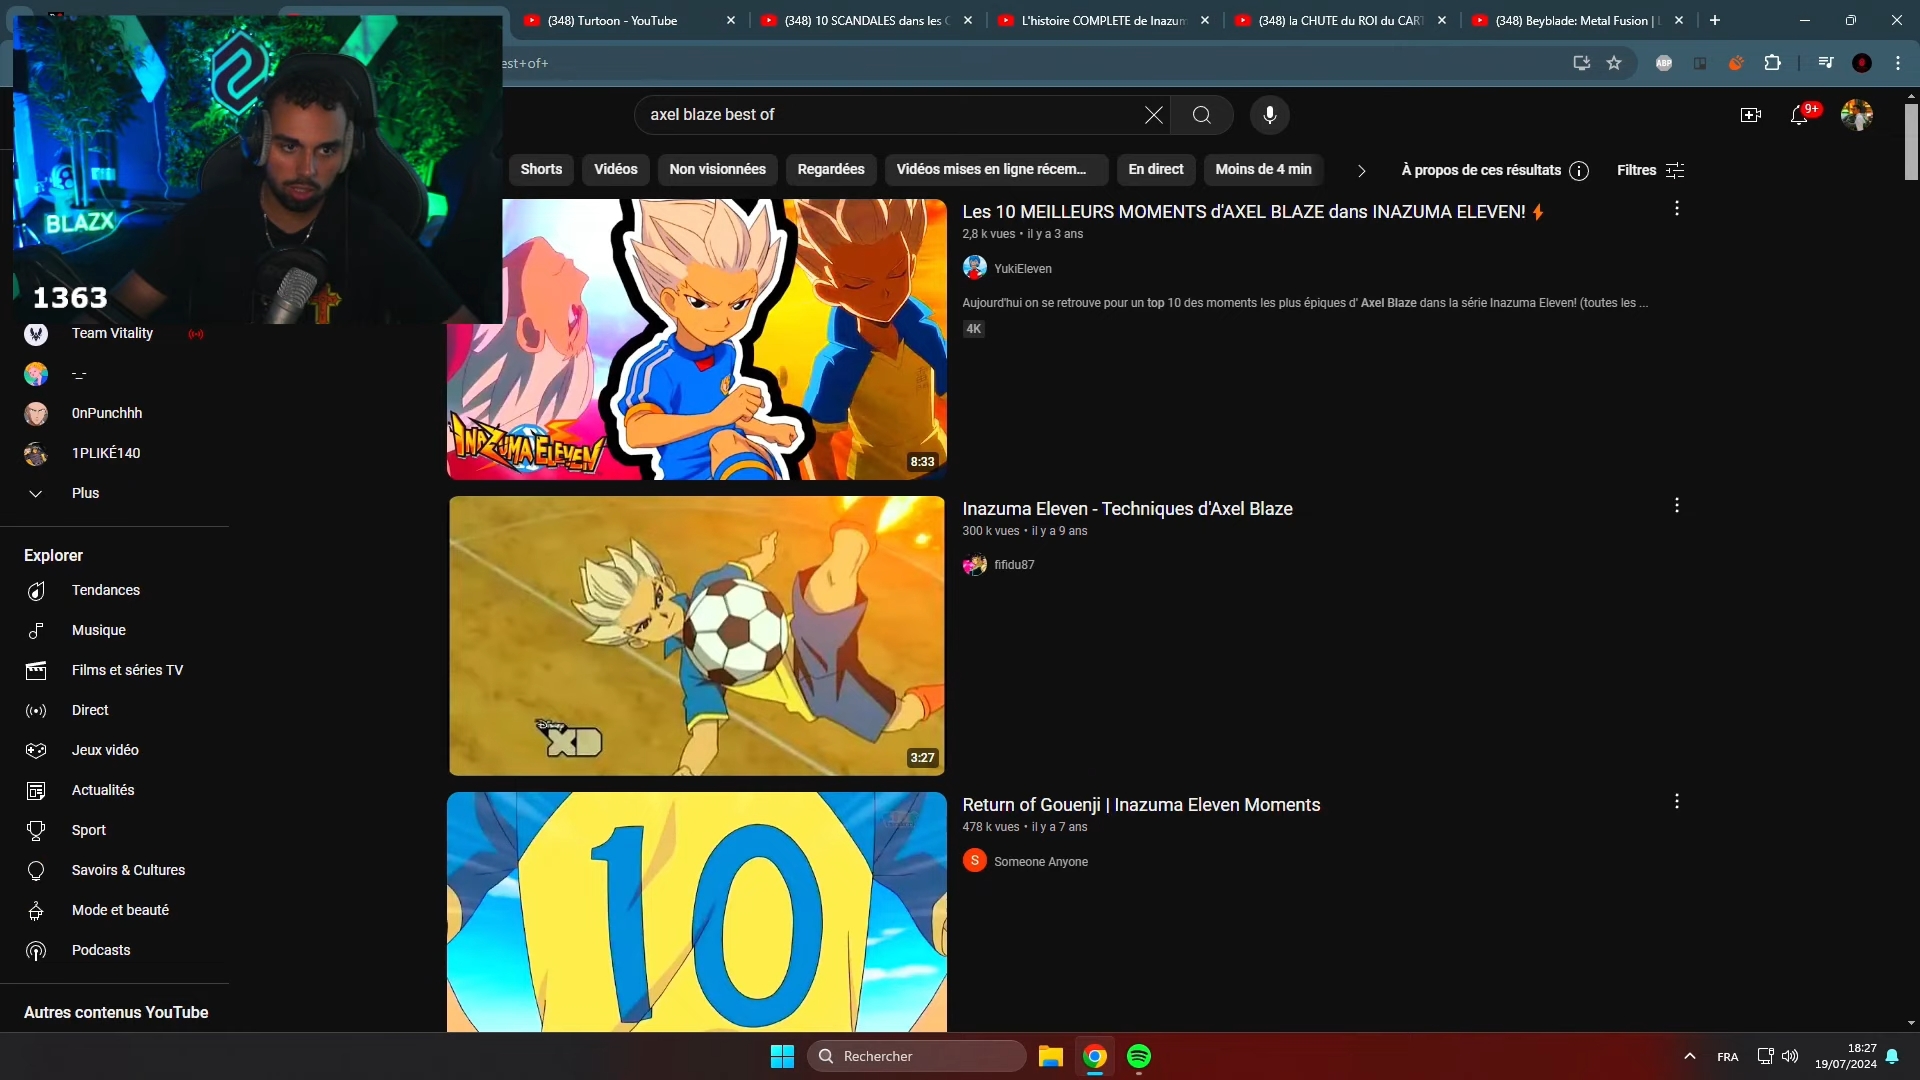 (348) Turtoon - YouTube
(348) 10 SCANDALES dans les
L'histoire COMPLETE de Inazum
(348) la CHUTE du ROI du CAR
(348) Beyblade: Metal Fusion |
est+of+
ABP
axel blaze best of
9+
Shorts
Vidéos
Non visionnées
Regardées
Vidéos mises en ligne récem...
En direct
Moins de 4 min
À propos de ces résultats
Filtres
BLAZX
1363
Team Vitality
-_-
0nPunchhh
1PLIKÉ140
Plus
Explorer
Tendances
Musique
Films et séries TV
Direct
Jeux vidéo
Actualités
Sport
Savoirs & Cultures
Mode et beauté
Podcasts
Autres contenus YouTube
INAZUMA ELEVEN
8:33
Les 10 MEILLEURS MOMENTS d'AXEL BLAZE dans INAZUMA ELEVEN!
2,8 k vues • il y a 3 ans
YukiEleven
Aujourd'hui on se retrouve pour un top 10 des moments les plus épiques d' Axel Blaze dans la série Inazuma Eleven! (toutes les ...
4K
Disney XD
3:27
Inazuma Eleven - Techniques d'Axel Blaze
300 k vues • il y a 9 ans
fifidu87
10
Return of Gouenji | Inazuma Eleven Moments
478 k vues • il y a 7 ans
S
Someone Anyone
Rechercher
FRA
18:27
19/07/2024